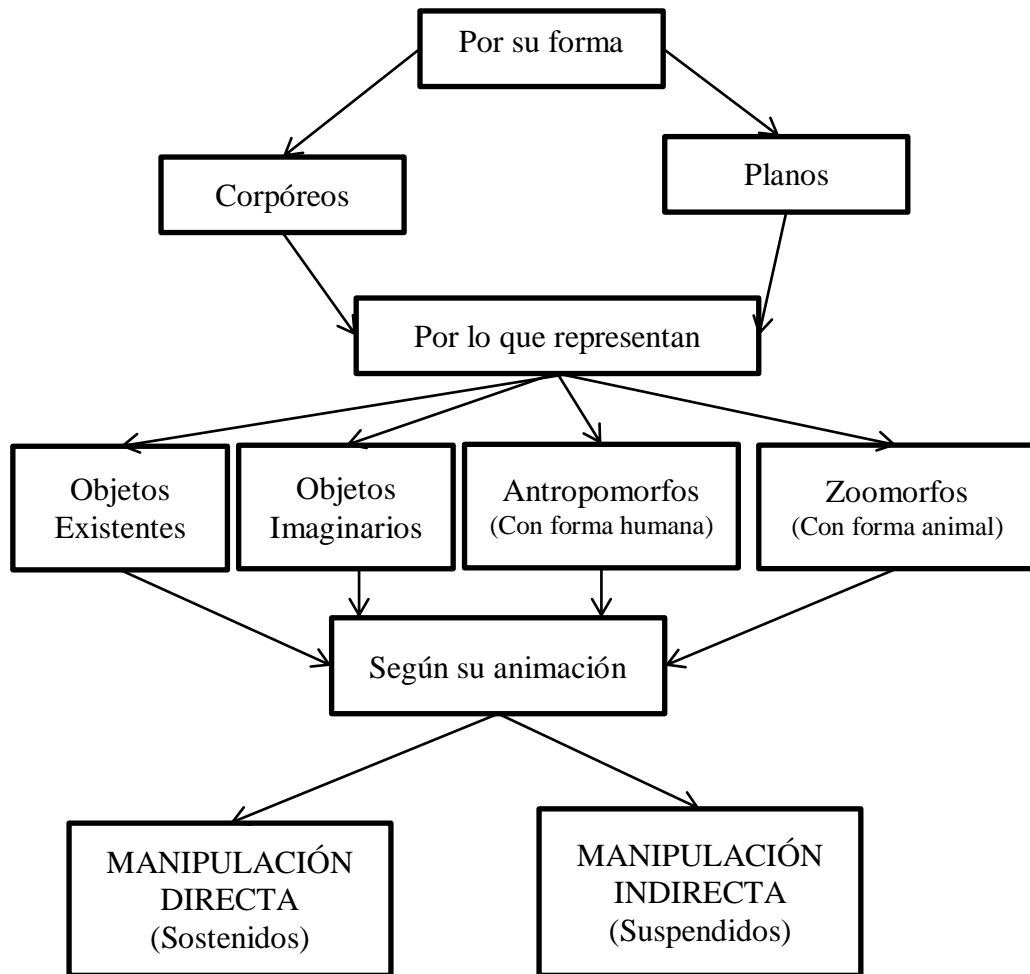 Por su forma
Corpóreos
Planos
Por lo que representan
Objetos
Existentes
Objetos
Imaginarios
Antropomorfos
(Con forma humana)
Zoomorfos
(Con forma animal)
Según su animación
MANIPULACIÓN
DIRECTA
(Sostenidos)
MANIPULACIÓN
INDIRECTA
(Suspendidos)